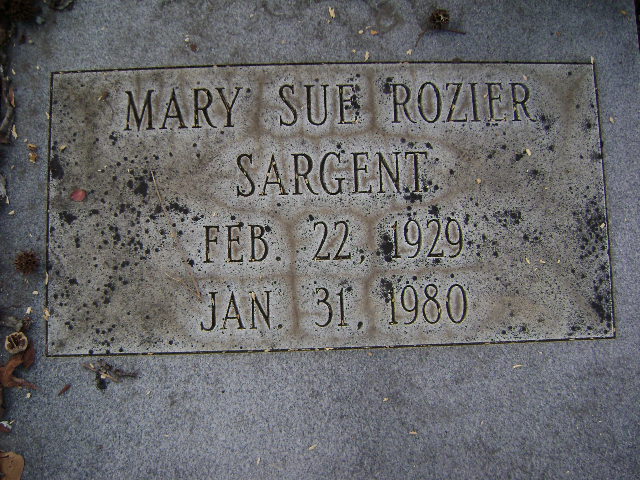 MARY SUE ROZIER
SARGENT
FEB. 22, 1929
JAN. 31, 1980